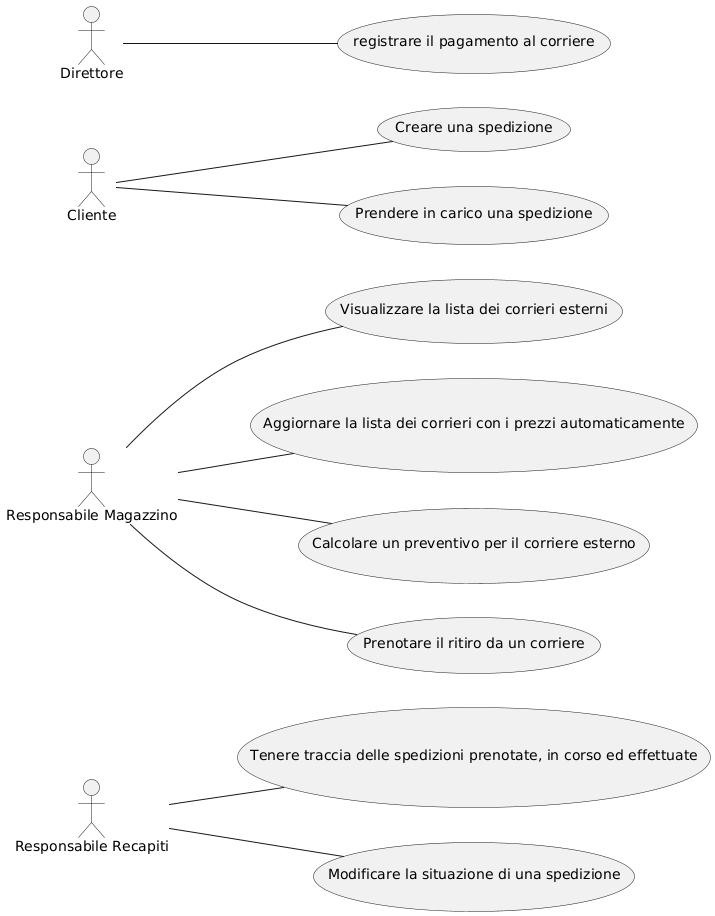 registrare il pagamento al corriere
Direttore
Creare una spedizione
Cliente
Prendere in carico una spedizione
Visualizzare la lista dei corrieri esterni
Aggiornare la lista dei corrieri con i prezzi automaticamente
Responsabile Magazzino
Calcolare un preventivo per il corriere esterno
Prenotare il ritiro da un corriere
Tenere traccia delle spedizioni prenotate, in corso ed effettuate
Responsabile Recapiti
Modificare la situazione di una spedizione